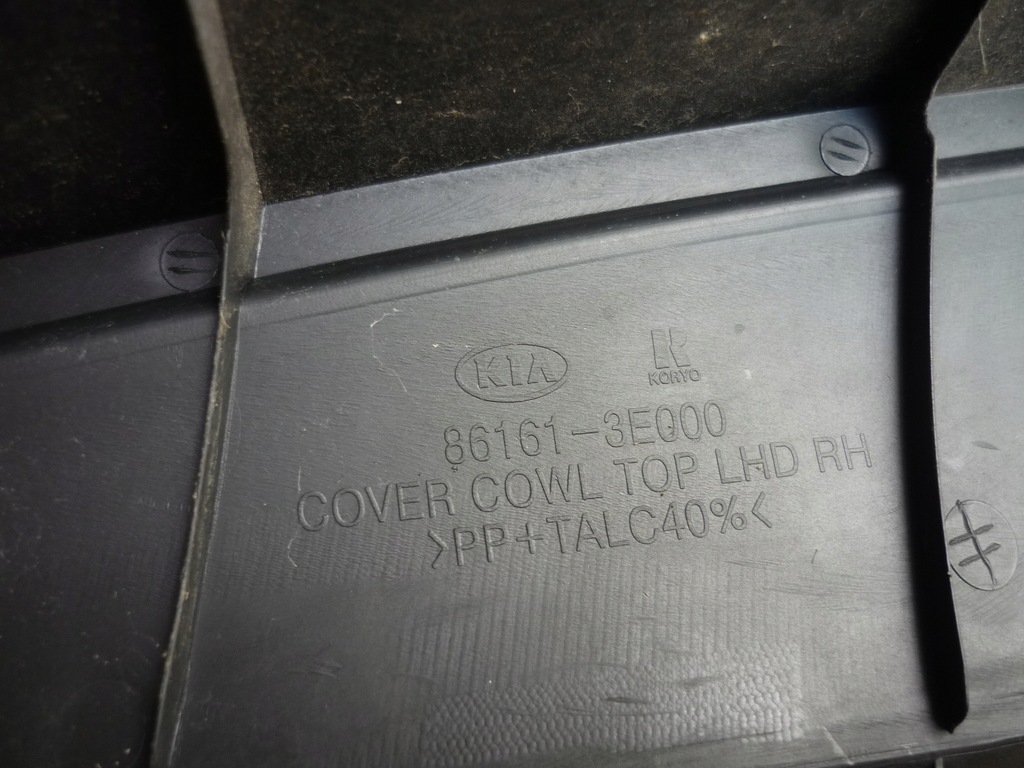 KIA
KORYO
86161-3E000
COVER COWL TOP LHD RH
>PP+TALC40%<